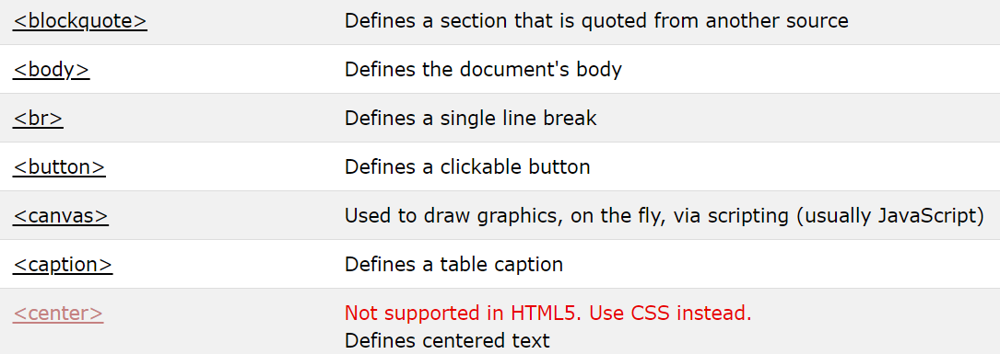 <blockquote> Defines a section that is quoted from another source
<body> Defines the document's body
<br> Defines a single line break
<button> Defines a clickable button
<canvas> Used to draw graphics, on the fly, via scripting (usually JavaScript)
<caption> Defines a table caption
<center> Not supported in HTML5. Use CSS instead.
Defines centered text